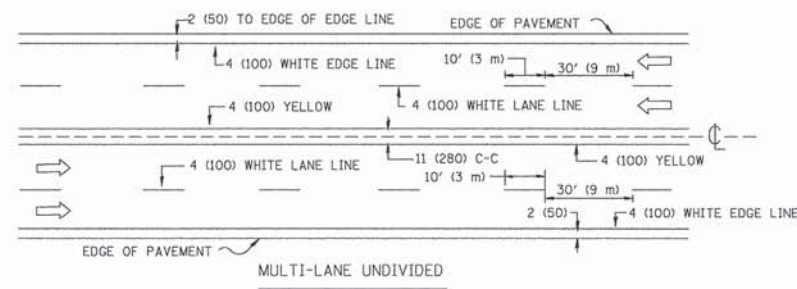 2 (50) TO EDGE OF EDGE LINE
EDGE OF PAVEMENT
4 (100) WHITE EDGE LINE
10' (3 m)
30' (9 m)
4 (100) YELLOW
4 (100) WHITE LANE LINE
℄
4 (100) WHITE LANE LINE
11 (280) C-C
4 (100) YELLOW
10' (3 m)
30' (9 m)
2 (50)
4 (100) WHITE EDGE LINE
EDGE OF PAVEMENT
MULTI-LANE UNDIVIDED